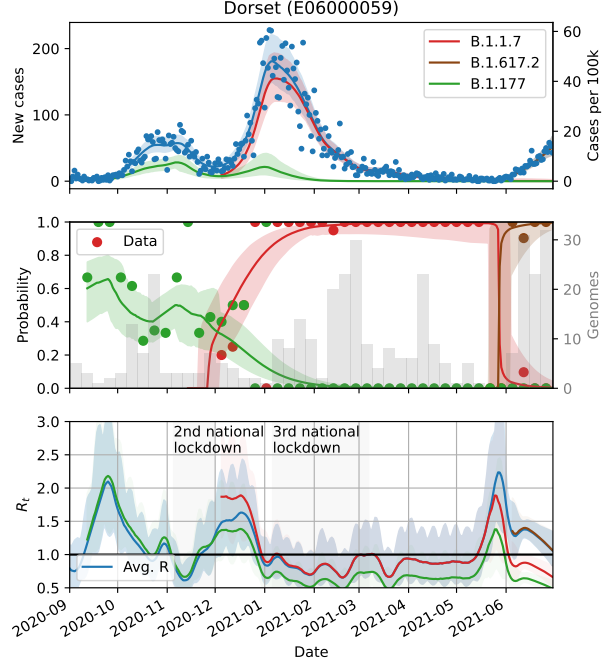 Dorset (E06000059)
New cases
200
100
0
B.1.1.7
B.1.617.2
B.1.177
60
40
20
0
Cases per 100k
Probability
1.0
0.8
0.6
0.4
0.2
0.0
Data
30
20
10
0
Genomes
R_t
3.0
2.5
2.0
1.5
1.0
0.5
2nd national
lockdown
3rd national
lockdown
Avg. R
2020-09
2020-10
2020-11
2020-12
2021-01
2021-02
2021-03
2021-04
2021-05
2021-06
Date